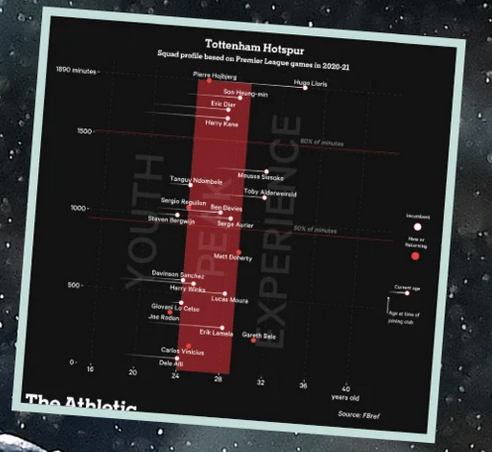 Tottenham Hotspur
Squad profile based on Premier League games in 2020-21
1890 minutes
Pierre Hojbjerg
Hugo Lloris
Son Heung-min
Eric Dier
Harry Kane
1500
80% of minutes
YOUTH
PEAK
EXPERIENCE
Moussa Sissoko
Tanguy Ndombele
Toby Alderweireld
Sergio Reguilon
Ben Davies
1000
Steven Bergwijn
Serge Aurier
50% of minutes
Incumbent
New or Returning
Matt Doherty
Davinson Sanchez
500
Harry Winks
Lucas Moura
Current age
Giovani Lo Celso
Joe Rodon
Age at time of
joining club
Erik Lamela
Gareth Bale
Carlos Vinicius
0
Dele Alli
16
20
24
28
32
36
40
years old
The Athletic
Source: FBref